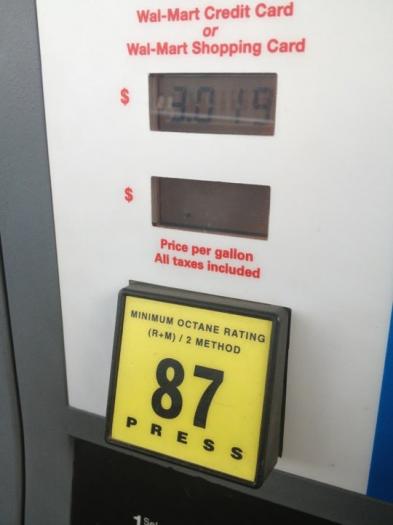 Wal-Mart Credit Card
or
Wal-Mart Shopping Card
$ 3.019
$
Price per gallon
All taxes included
MINIMUM OCTANE RATING
(R+M) / 2 METHOD
87
PRESS
1